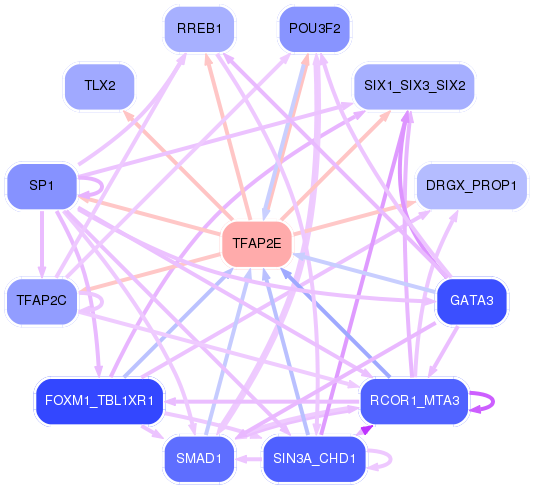 RREB1
POU3F2
TLX2
SIX1_SIX3_SIX2
SP1
DRGX_PROP1
TFAP2E
TFAP2C
GATA3
FOXM1_TBL1XR1
RCOR1_MTA3
SMAD1
SIN3A_CHD1